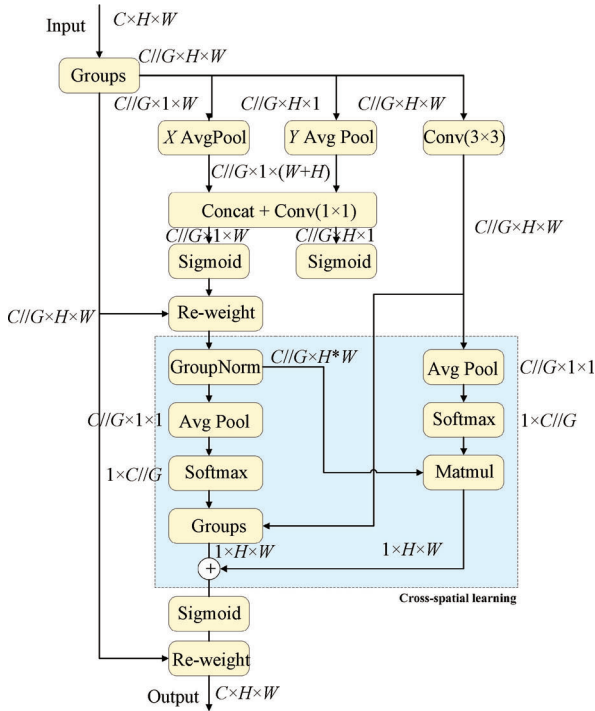 C×H×W
Input
C//G×H×W
Groups
C//G×1×W C//G×H×1 C//G×H×W
X AvgPool Y Avg Pool Conv(3×3)
C//G×1×(W+H)
Concat + Conv(1×1)
C//G×1×W C//G×H×1
C//G×H×W
Sigmoid Sigmoid
Re-weight
C//G×H×W
GroupNorm C//G×H*W Avg Pool C//G×1×1
C//G×1×1 Avg Pool Softmax 1×C//G
1×C//G Softmax Matmul
Groups
1×H×W 1×H×W
+
Cross-spatial learning
Sigmoid
Re-weight
Output C×H×W